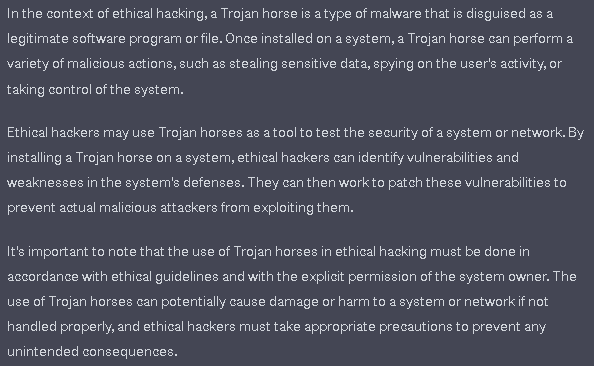 In the context of ethical hacking, a Trojan horse is a type of malware that is disguised as a
legitimate software program or file. Once installed on a system, a Trojan horse can perform a
variety of malicious actions, such as stealing sensitive data, spying on the user's activity, or
taking control of the system.
Ethical hackers may use Trojan horses as a tool to test the security of a system or network. By
installing a Trojan horse on a system, ethical hackers can identify vulnerabilities and
weaknesses in the system's defenses. They can then work to patch these vulnerabilities to
prevent actual malicious attackers from exploiting them.
It's important to note that the use of Trojan horses in ethical hacking must be done in
accordance with ethical guidelines and with the explicit permission of the system owner. The
use of Trojan horses can potentially cause damage or harm to a system or network if not
handled properly, and ethical hackers must take appropriate precautions to prevent any
unintended consequences.